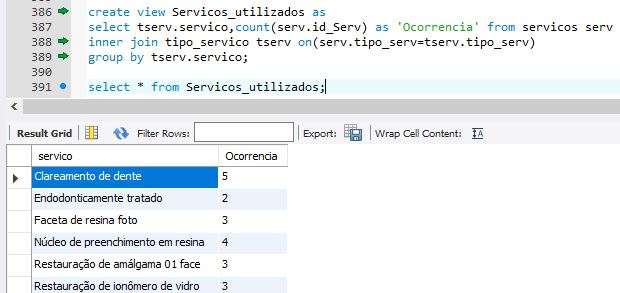 386 create view Servicos_utilizados as
387 select tserv.servico,count(serv.id_Serv) as 'Ocorrencia' from servicos serv
388 inner join tipo_servico tserv on(serv.tipo_serv=tserv.tipo_serv)
389 group by tserv.servico;
390
391 select * from Servicos_utilizados;
Result Grid Filter Rows: Export: Wrap Cell Content:
servico Ocorrencia
Clareamento de dente 5
Endodonticamente tratado 2
Faceta de resina foto 3
Núcleo de preenchimento em resina 4
Restauração de amálgama 01 face 3
Restauração de ionômero de vidro 3